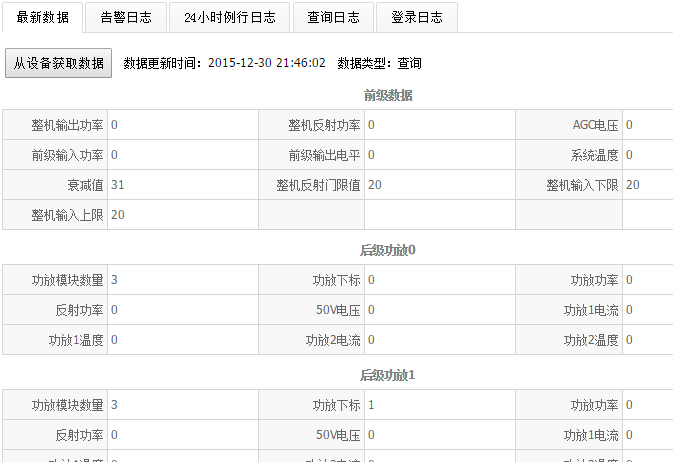 最新数据 告警日志 24小时例行日志 查询日志 登录日志
从设备获取数据 数据更新时间：2015-12-30 21:46:02 数据类型：查询
前级数据
整机输出功率 0 整机反射功率 0 AGC电压 0
前级输入功率 0 前级输出电平 0 系统温度 0
衰减值 31 整机反射门限值 20 整机输入下限 20
整机输入上限 20
后级功放0
功放模块数量 3 功放下标 0 功放功率 0
反射功率 0 50V电压 0 功放1电流 0
功放1温度 0 功放2电流 0 功放2温度 0
后级功放1
功放模块数量 3 功放下标 1 功放功率 0
反射功率 0 50V电压 0 功放1电流 0